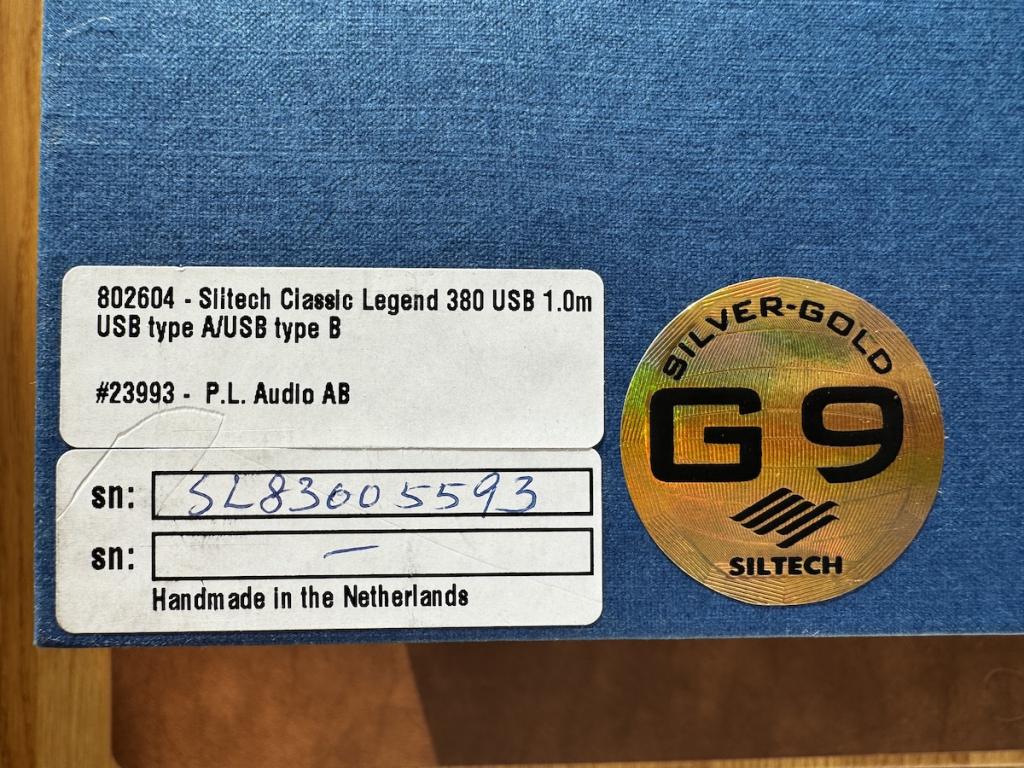 802604 - Siltech Classic Legend 380 USB 1.0m
USB type A/USB type B
#23993 - P.L. Audio AB
sn: SL83005593
sn: —
Handmade in the Netherlands
SILVER-GOLD
G9
SILTECH